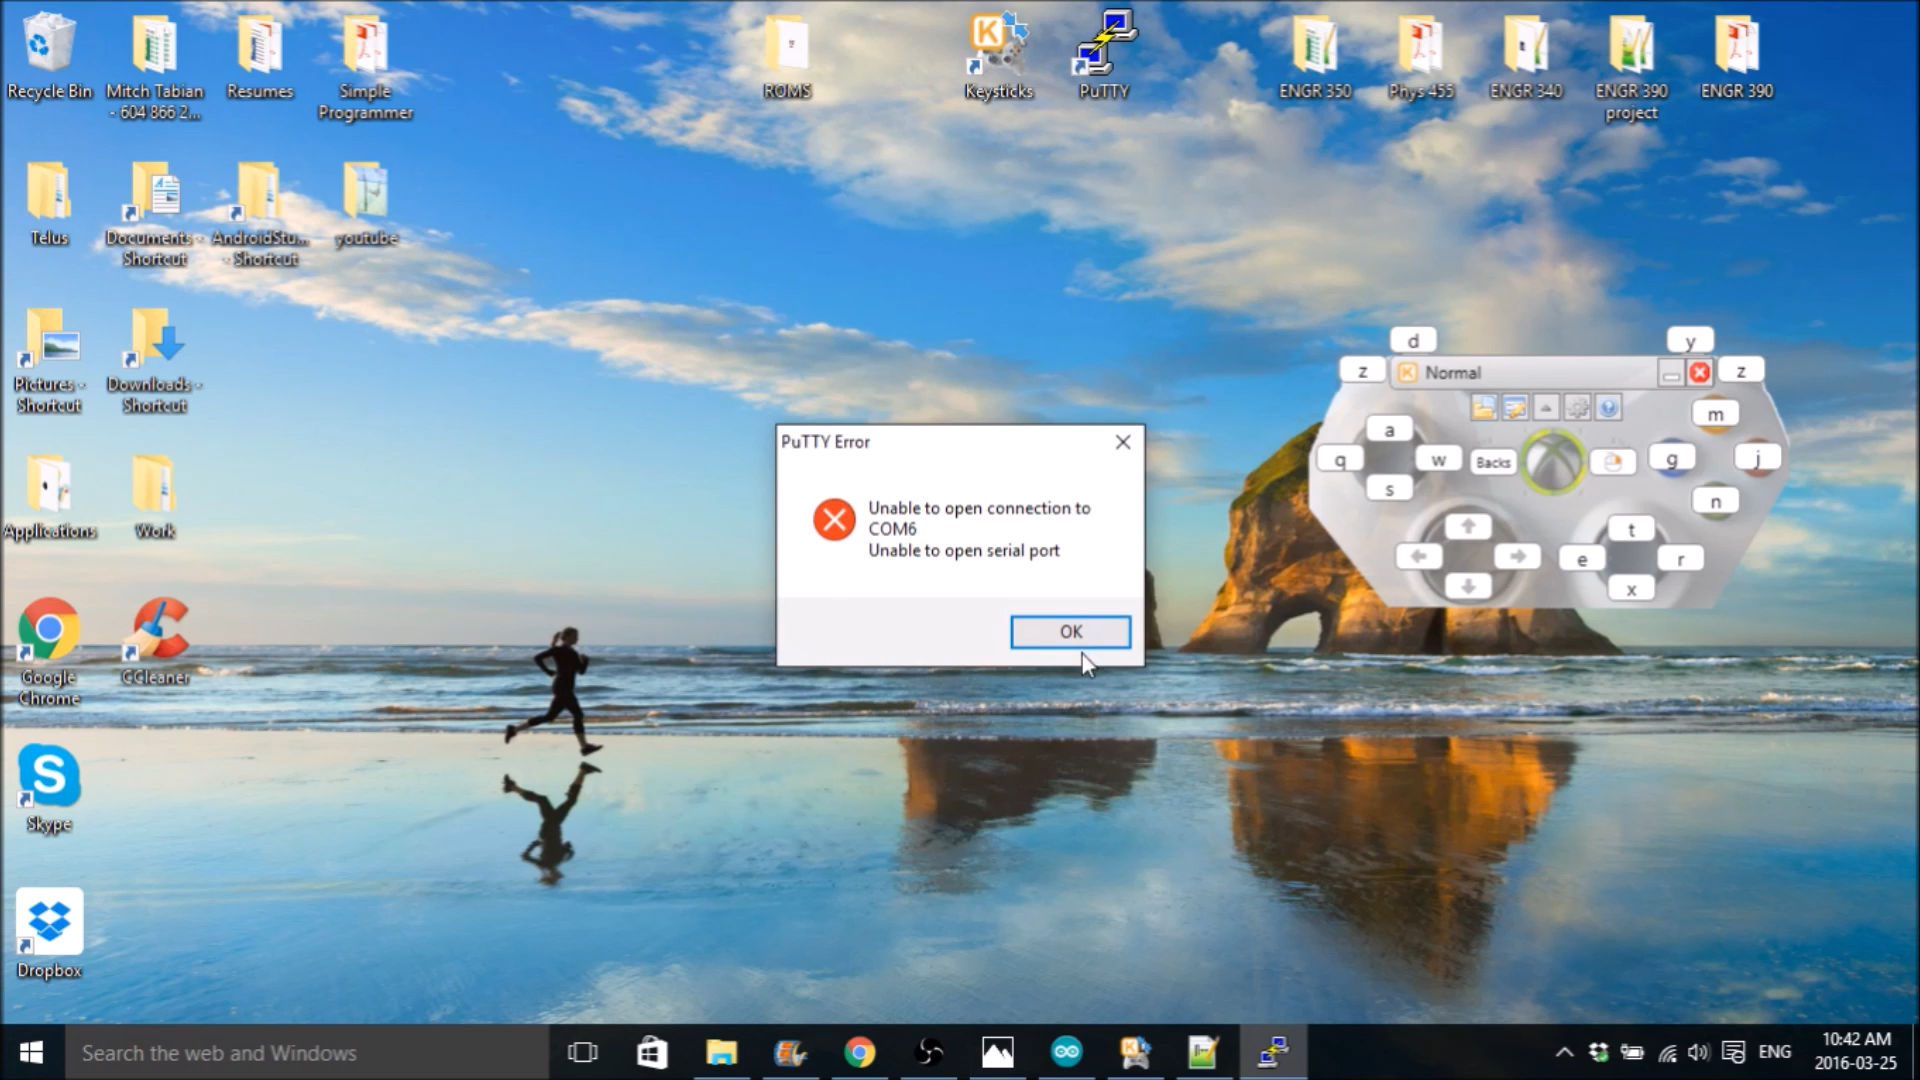 Recycle Bin
Mitch Tabian
- 604 866 2...
Resumes
Simple
Programmer
ROMS
Keysticks
PuTTY
ENGR 350
Phys 455
ENGR 340
ENGR 390
project
ENGR 390
Telus
Documents -
Shortcut
AndroidStu...
- Shortcut
youtube
Pictures -
Shortcut
Downloads -
Shortcut
Applications
Work
Google
Chrome
CCleaner
Skype
Dropbox
PuTTY Error
Unable to open connection to
COM6
Unable to open serial port
OK
d
y
z
K Normal
z
a
m
q
w
Backs
g
j
s
n
t
e
r
x
Search the web and Windows
ENG
10:42 AM
2016-03-25